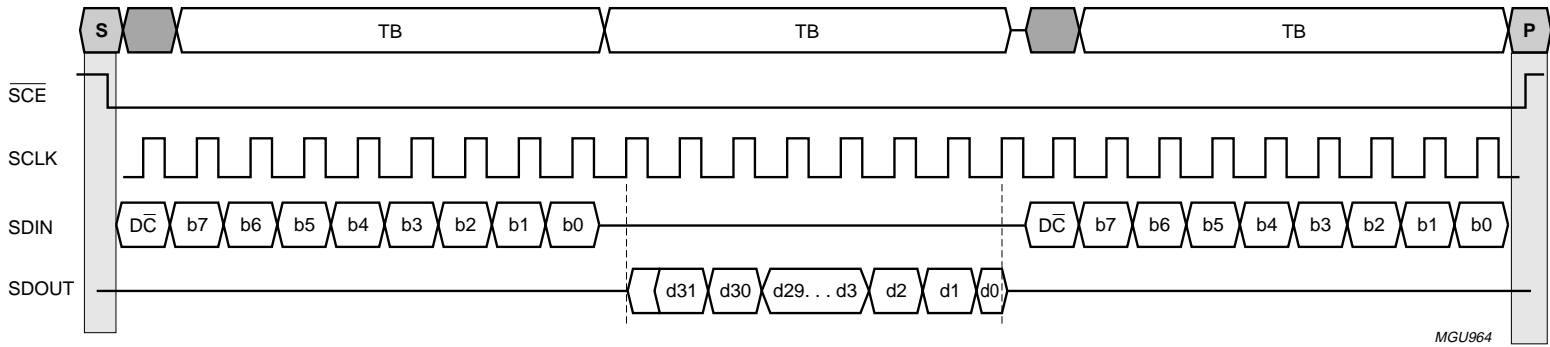 S TB TB TB P
S̅C̅E̅
SCLK
SDIN DC̅ b7 b6 b5 b4 b3 b2 b1 b0 DC̅ b7 b6 b5 b4 b3 b2 b1 b0
SDOUT d31 d30 d29. . . d3 d2 d1 d0
MGU964